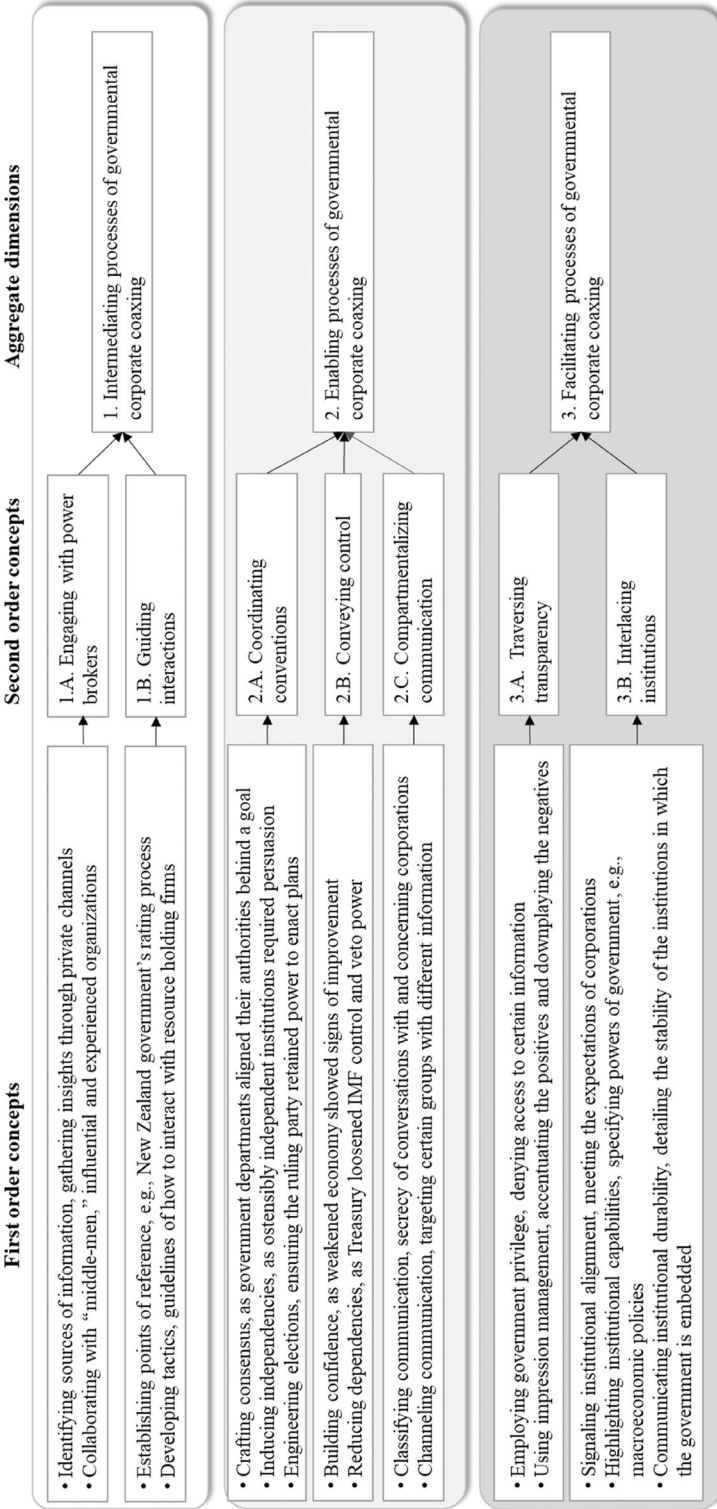 First order concepts
Second order concepts
Aggregate dimensions
• Identifying sources of information, gathering insights through private channels
• Collaborating with “middle-men,” influential and experienced organizations
1.A. Engaging with power
brokers
• Establishing points of reference, e.g., New Zealand government’s rating process
• Developing tactics, guidelines of how to interact with resource holding firms
1.B. Guiding
interactions
1. Intermediating processes of governmental
corporate coaxing
• Crafting consensus, as government departments aligned their authorities behind a goal
• Inducing independencies, as ostensibly independent institutions required persuasion
• Engineering elections, ensuring the ruling party retained power to enact plans
2.A. Coordinating
conventions
• Building confidence, as weakened economy showed signs of improvement
• Reducing dependencies, as Treasury loosened IMF control and veto power
2.B. Conveying control
• Classifying communication, secrecy of conversations with and concerning corporations
• Channeling communication, targeting certain groups with different information
2.C. Compartmentalizing
communication
2. Enabling processes of governmental
corporate coaxing
• Employing government privilege, denying access to certain information
• Using impression management, accentuating the positives and downplaying the negatives
3.A. Traversing
transparency
• Signaling institutional alignment, meeting the expectations of corporations
• Highlighting institutional capabilities, specifying powers of government, e.g.,
macroeconomic policies
• Communicating institutional durability, detailing the stability of the institutions in which
the government is embedded
3.B. Interlacing
institutions
3. Facilitating processes of governmental
corporate coaxing